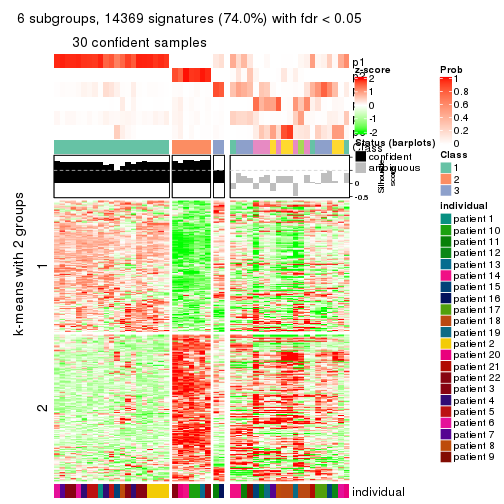 6 subgroups, 14369 signatures (74.0%) with fdr < 0.05
30 confident samples
p1
Class
z-score
2
1
0
-1
-2
Status (barplots)
confident
ambiguous
1
-0.5
Silhouette
score
k-means with 2 groups
1
2
individual
Prob
1
0.8
0.6
0.4
0.2
0
Class
1
2
3
individual
patient 1
patient 10
patient 11
patient 12
patient 13
patient 14
patient 15
patient 16
patient 17
patient 18
patient 19
patient 2
patient 20
patient 21
patient 22
patient 3
patient 4
patient 5
patient 6
patient 7
patient 8
patient 9